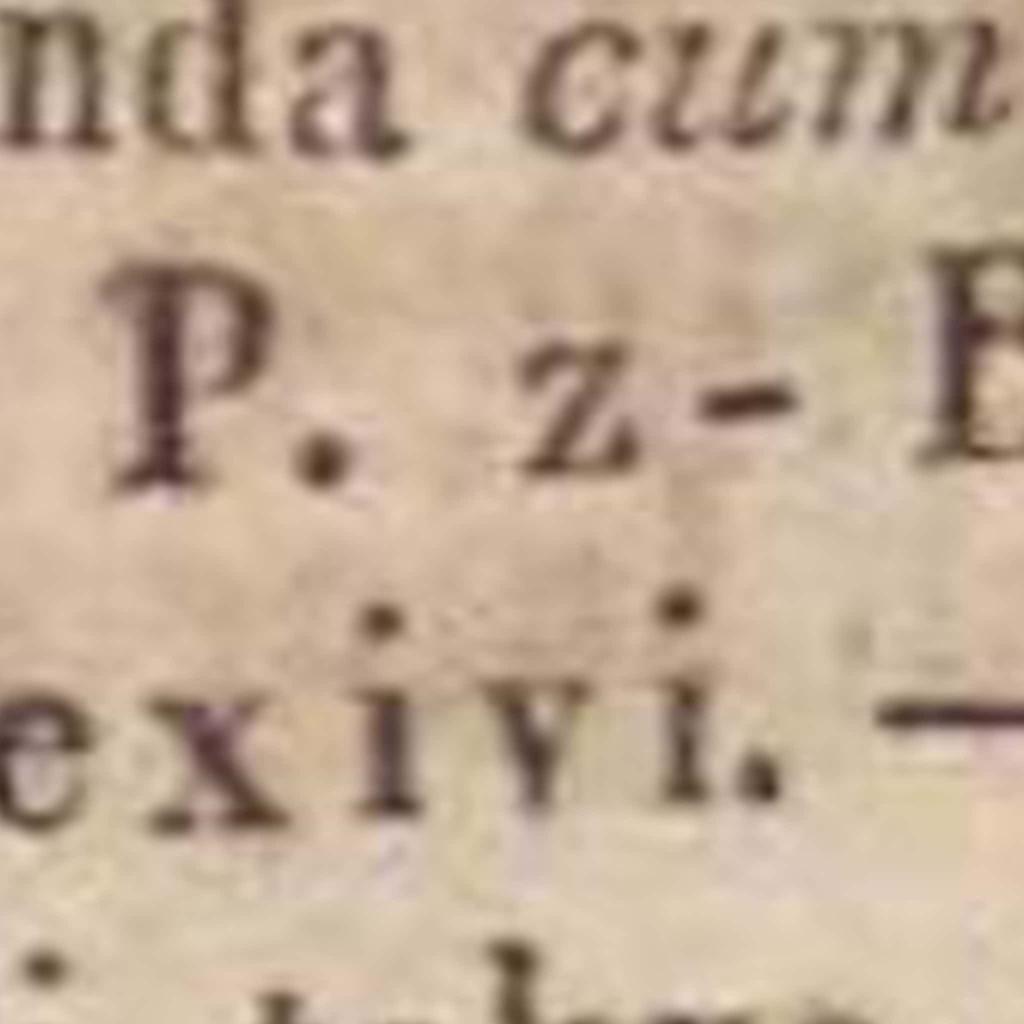 nda cum
P. z-
exivi. —